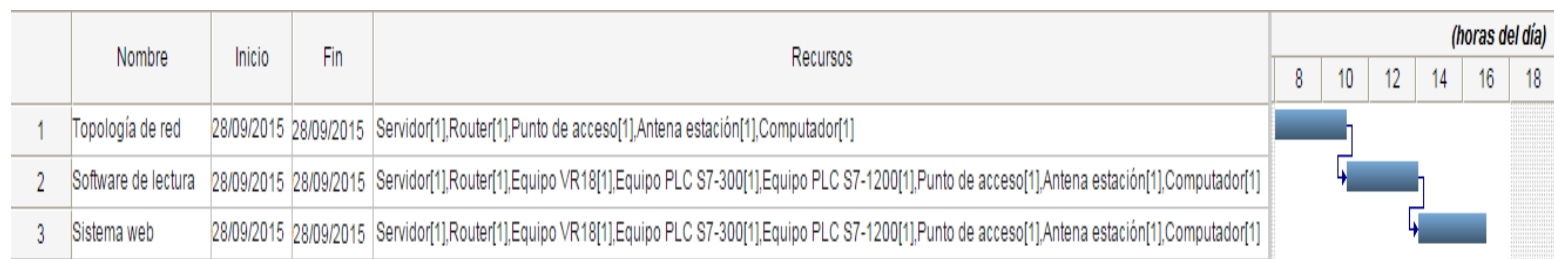 (horas del día)
Nombre Inicio Fin Recursos
8 10 12 14 16 18
1 Topología de red 28/09/2015 28/09/2015 Servidor[1],Router[1],Punto de acceso[1],Antena estación[1],Computador[1]
2 Software de lectura 28/09/2015 28/09/2015 Servidor[1],Router[1],Equipo VR18[1],Equipo PLC S7-300[1],Equipo PLC S7-1200[1],Punto de acceso[1],Antena estación[1],Computador[1]
3 Sistema web 28/09/2015 28/09/2015 Servidor[1],Router[1],Equipo VR18[1],Equipo PLC S7-300[1],Equipo PLC S7-1200[1],Punto de acceso[1],Antena estación[1],Computador[1]